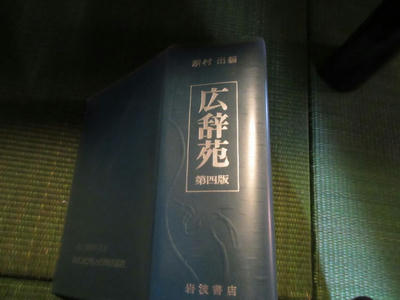 新村 出編
広辞苑
第四版
岩波書店